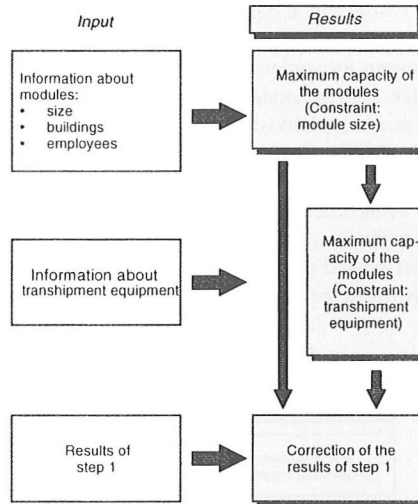 Input
Results
Information about
modules:
• size
• buildings
• employees
Maximum capacity of
the modules
(Constraint:
module size)
Information about
transhipment equipment
Maximum cap-
acity of the
modules
(Constraint:
transhipment
equipment)
Results of
step 1
Correction of the
results of step 1